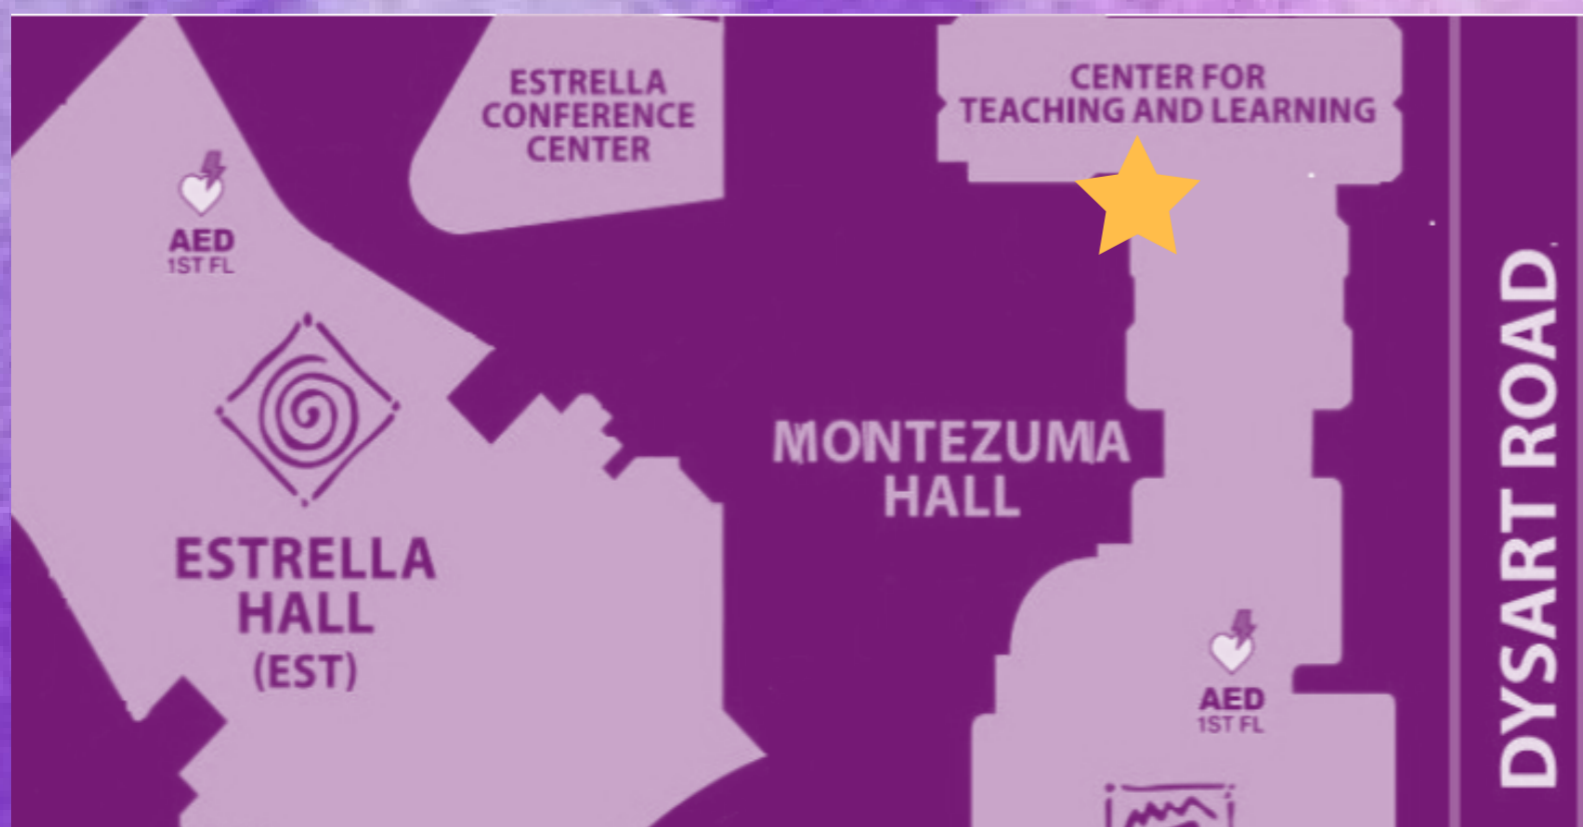 ESTRELLA
CONFERENCE
CENTER
CENTER FOR
TEACHING AND LEARNING
AED
1ST FL
ESTRELLA
HALL
(EST)
MONTEZUMA
HALL
AED
1ST FL
DYSART ROAD